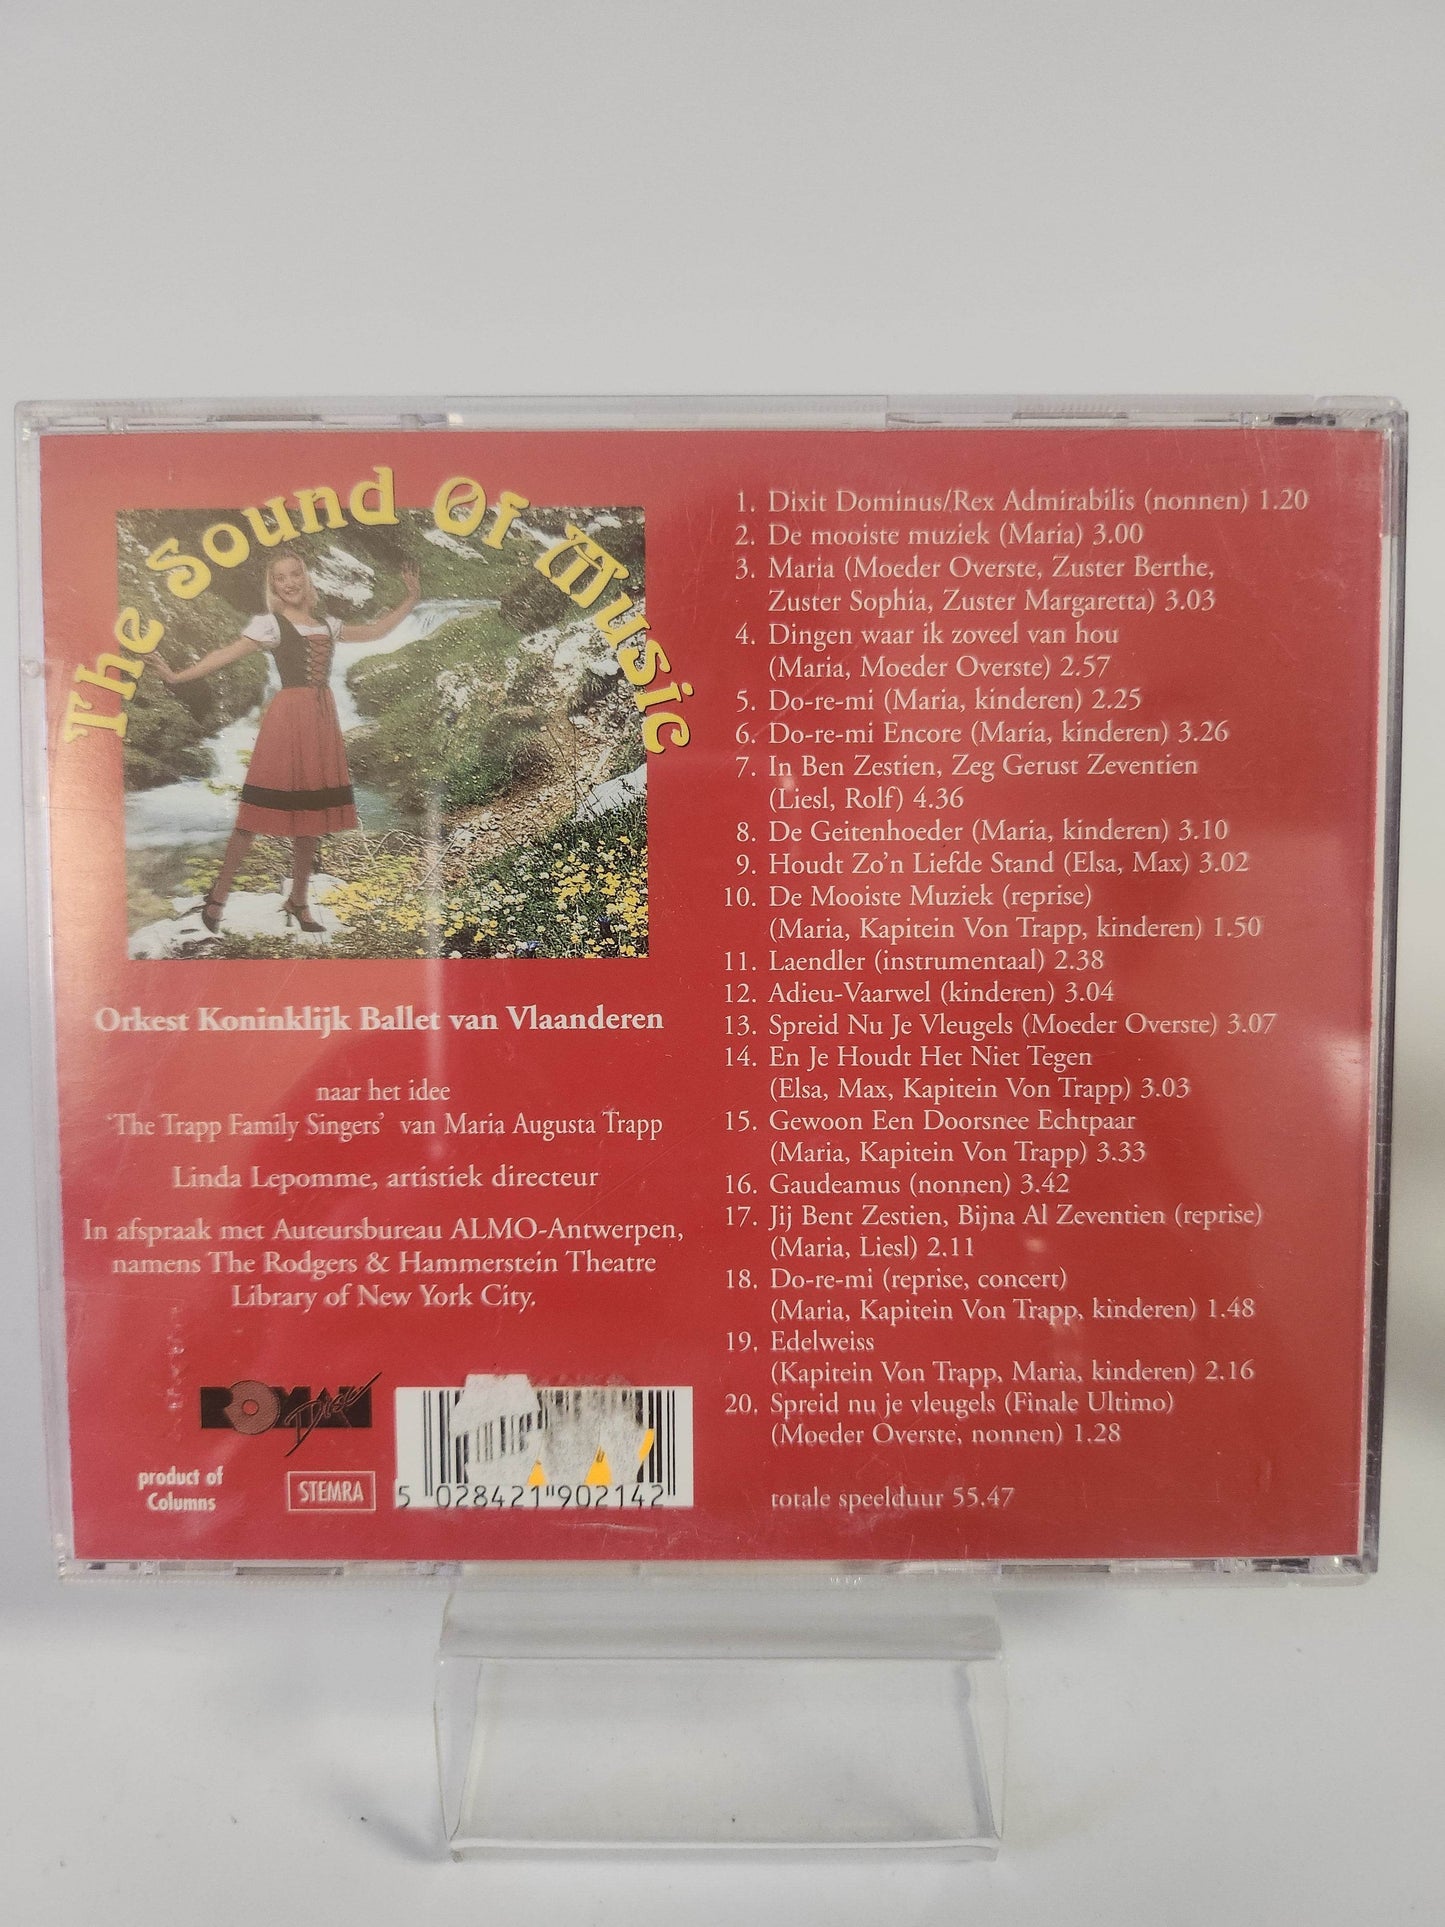 The Sound Of Music
Orkest Koninklijk Ballet van Vlaanderen
naar het idee
'The Trapp Family Singers' van Maria Augusta Trapp
Linda Lepomme, artistiek directeur
In afspraak met Auteursbureau ALMO-Antwerpen,
namens The Rodgers & Hammerstein Theatre
Library of New York City.
ROMAN
Disc
product of
Columns
STEMRA
5 028421 902142
1. Dixit Dominus/Rex Admirabilis (nonnen) 1.20
2. De mooiste muziek (Maria) 3.00
3. Maria (Moeder Overste, Zuster Berthe,
Zuster Sophia, Zuster Margaretta) 3.03
4. Dingen waar ik zoveel van hou
(Maria, Moeder Overste) 2.57
5. Do-re-mi (Maria, kinderen) 2.25
6. Do-re-mi Encore (Maria, kinderen) 3.26
7. In Ben Zestien, Zeg Gerust Zeventien
(Liesl, Rolf) 4.36
8. De Geitenhoeder (Maria, kinderen) 3.10
9. Houdt Zo'n Liefde Stand (Elsa, Max) 3.02
10. De Mooiste Muziek (reprise)
(Maria, Kapitein Von Trapp, kinderen) 1.50
11. Laendler (instrumentaal) 2.38
12. Adieu-Vaarwel (kinderen) 3.04
13. Spreid Nu Je Vleugels (Moeder Overste) 3.07
14. En Je Houdt Het Niet Tegen
(Elsa, Max, Kapitein Von Trapp) 3.03
15. Gewoon Een Doorsnee Echtpaar
(Maria, Kapitein Von Trapp) 3.33
16. Gaudeamus (nonnen) 3.42
17. Jij Bent Zestien, Bijna Al Zeventien (reprise)
(Maria, Liesl) 2.11
18. Do-re-mi (reprise, concert)
(Maria, Kapitein Von Trapp, kinderen) 1.48
19. Edelweiss
(Kapitein Von Trapp, Maria, kinderen) 2.16
20. Spreid nu je vleugels (Finale Ultimo)
(Moeder Overste, nonnen) 1.28
totale speelduur 55.47